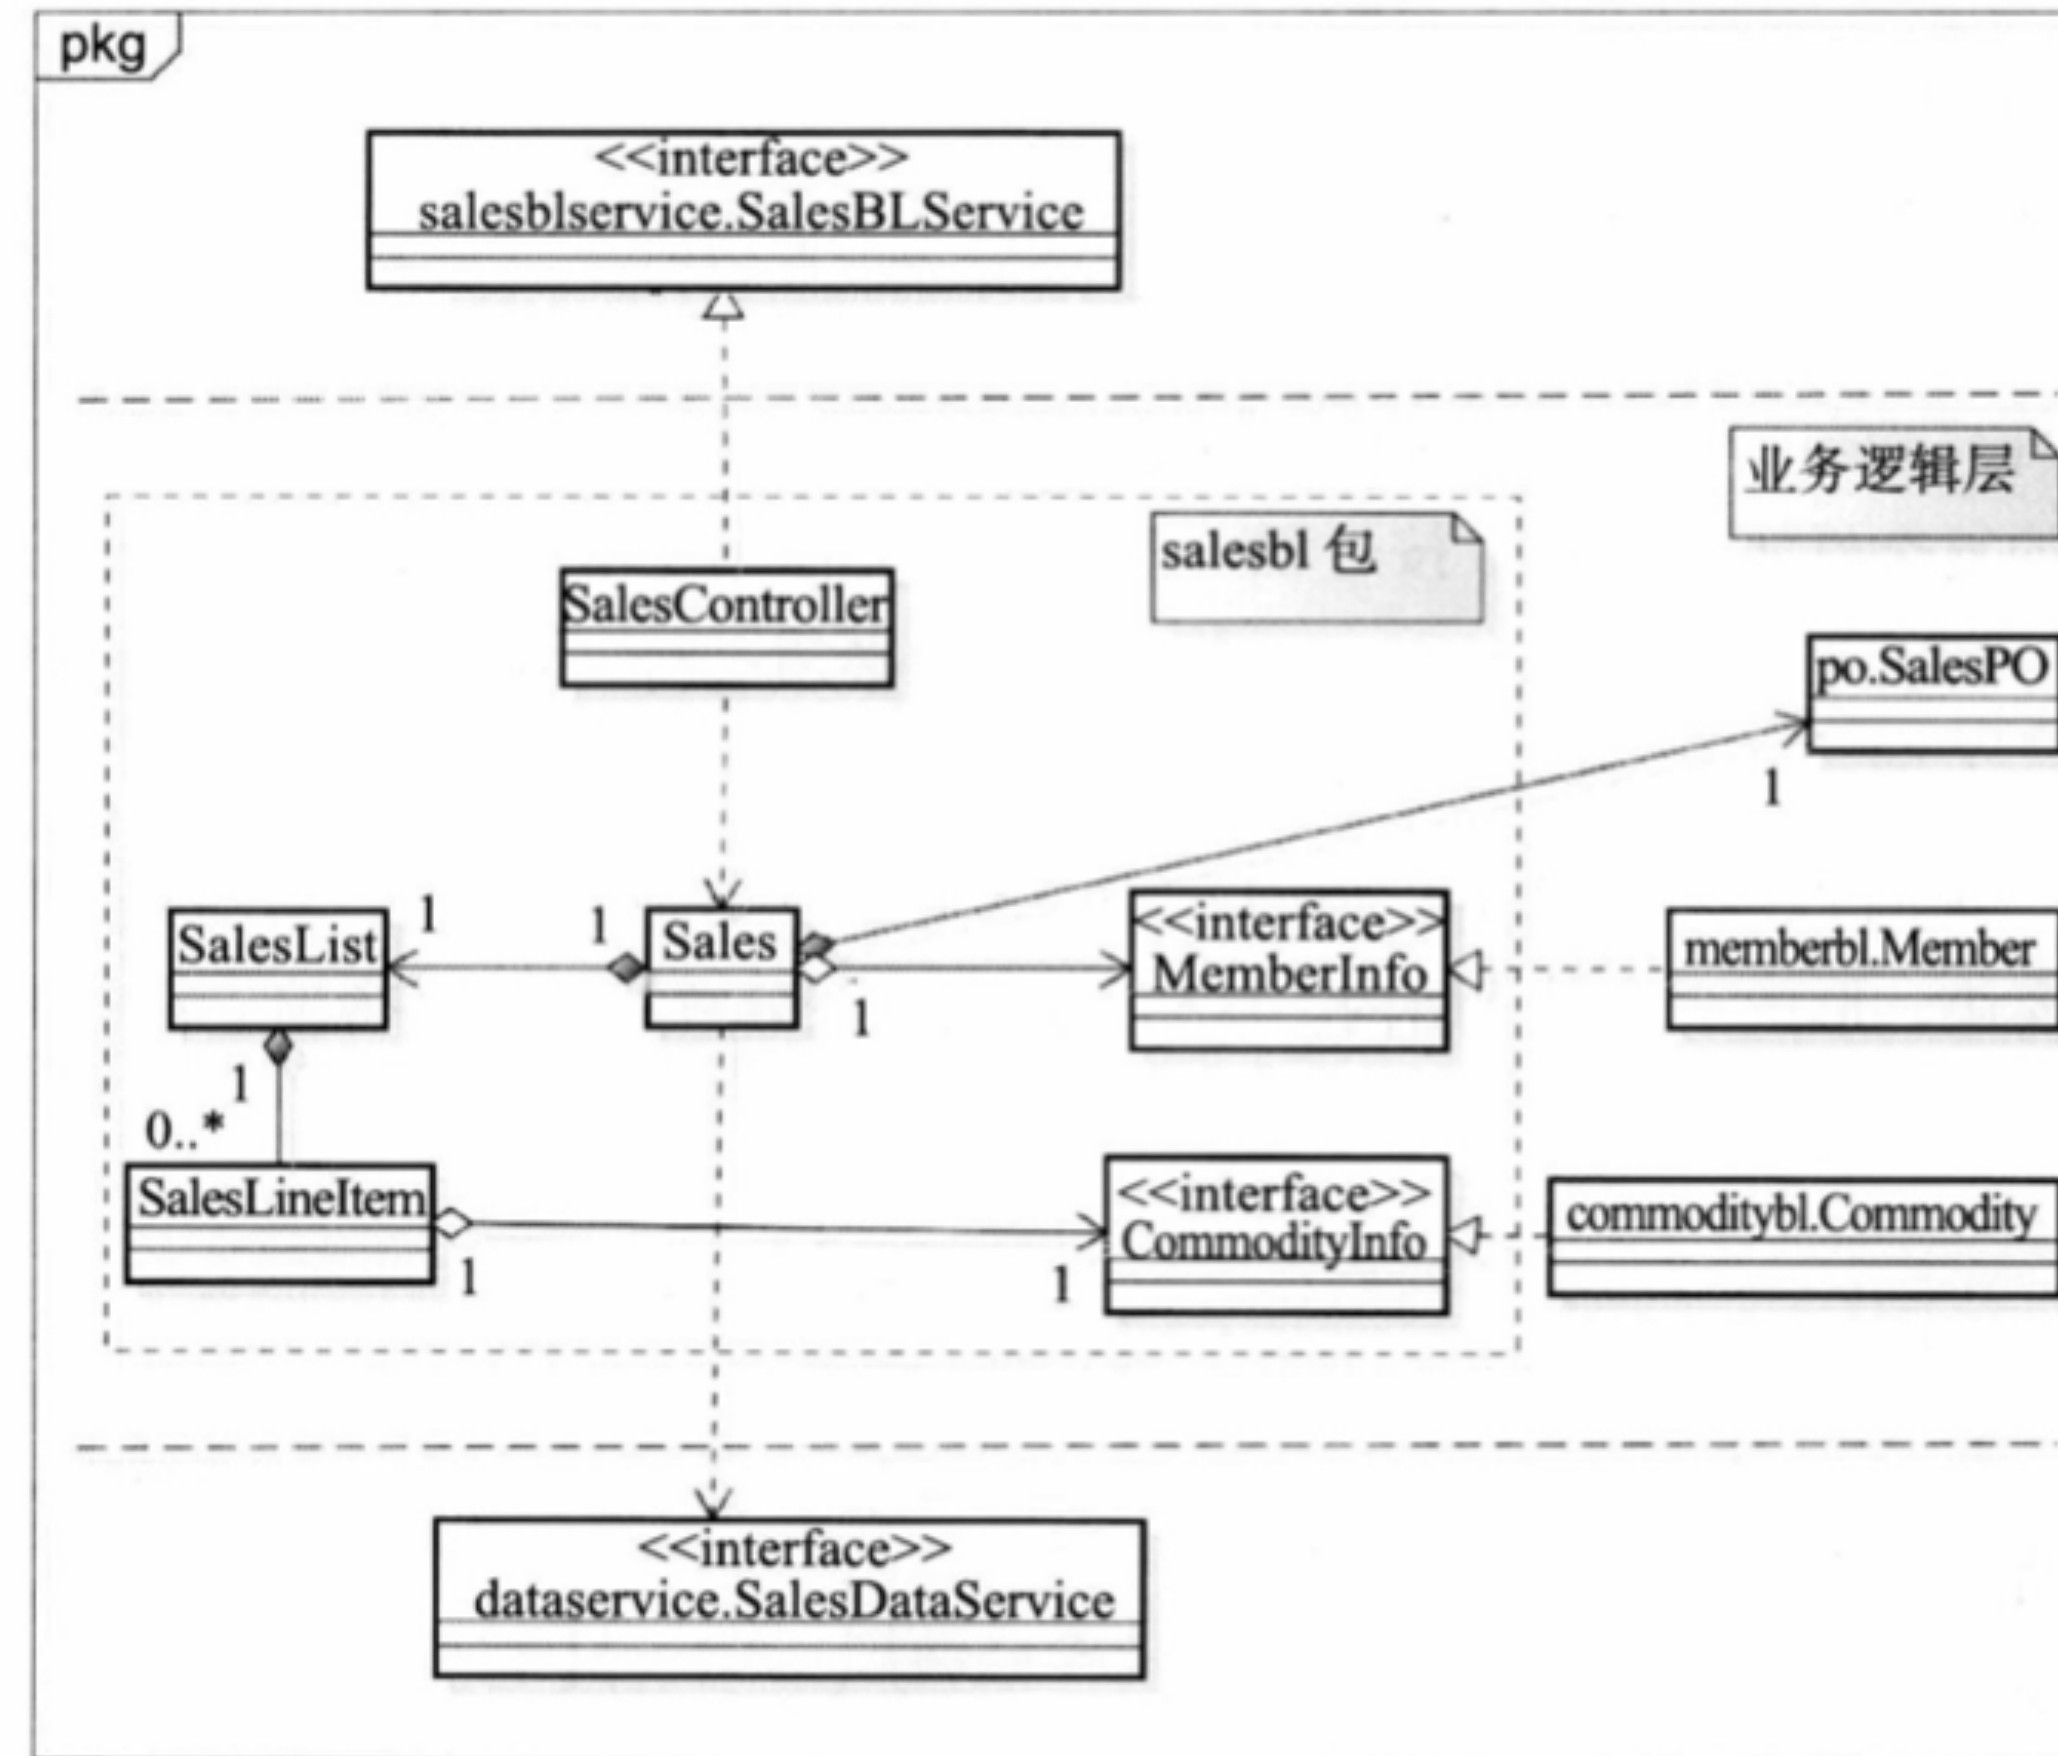 pkg
<<interface>>
salesblservice.SalesBLService
业务逻辑层
salesbl 包
SalesController
po.SalesPO
1
SalesList
1
1
Sales
1
<<interface>>
MemberInfo
memberbl.Member
1
0..*
SalesLineItem
1
1
<<interface>>
CommodityInfo
commoditybl.Commodity
<<interface>>
dataservice.SalesDataService